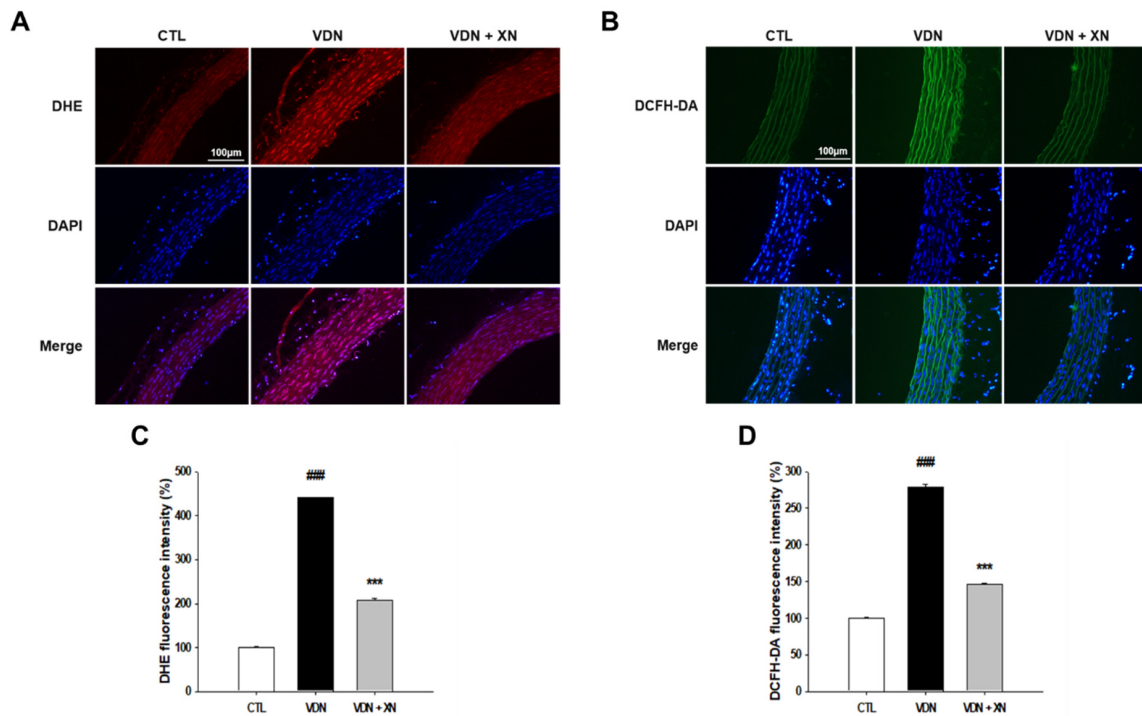 A
CTL VDN VDN + XN
DHE
100μm
DAPI
Merge
B
CTL VDN VDN + XN
DCFH-DA
100μm
DAPI
Merge
C
DHE fluorescence intensity (%)
500
400
300
200
100
0
###
***
CTL VDN VDN + XN
D
DCFH-DA fluorescence intensity (%)
300
250
200
150
100
50
0
###
***
CTL VDN VDN + XN